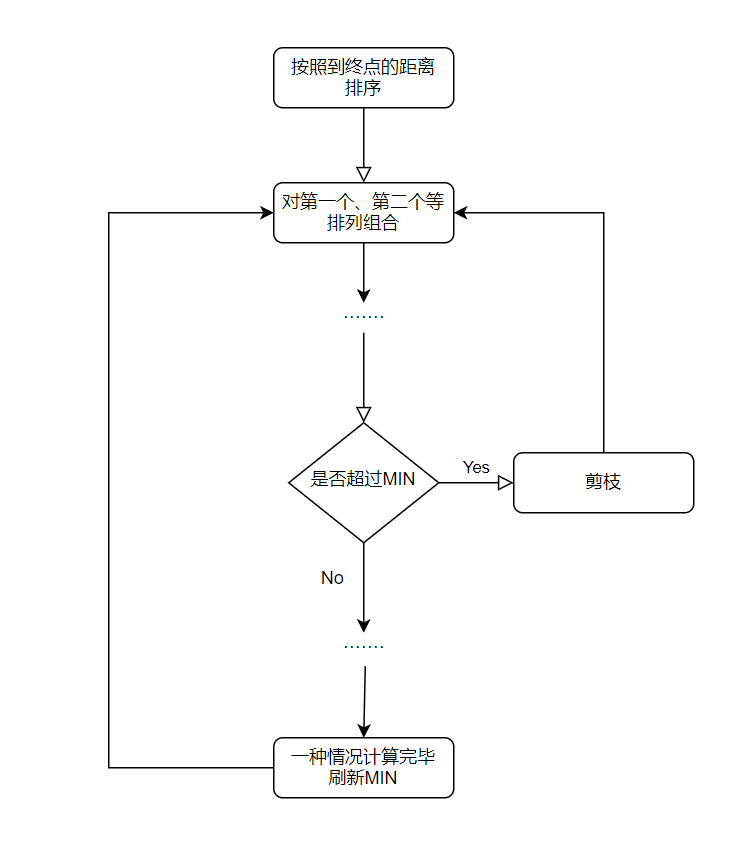 按照到终点的距离
排序
对第一个、第二个等
排列组合
.......
是否超过MIN
Yes
剪枝
No
.......
一种情况计算完毕
刷新MIN